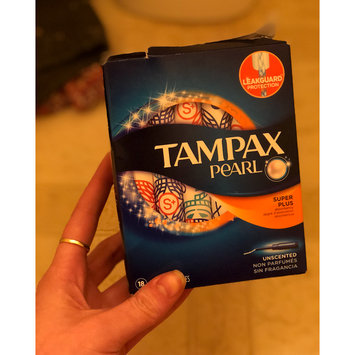 LEAKGUARD
PROTECTION
TAMPAX
PEARL
SUPER
PLUS
S+
S+
UNSCENTED
NON PARFUMÉS
SIN FRAGANCIA
18